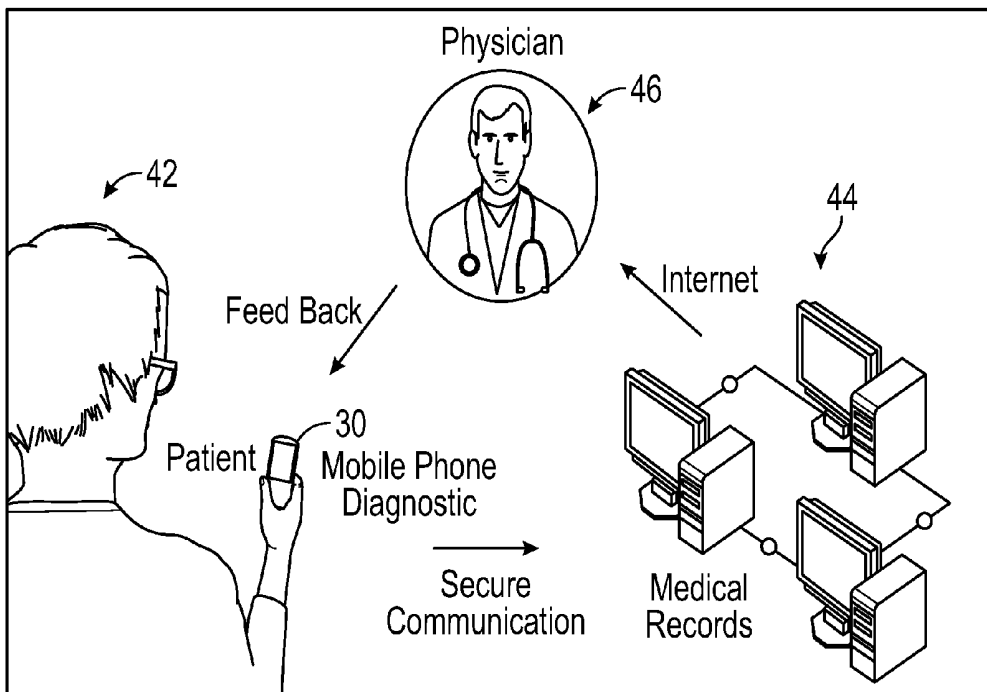 Physician
46
42
44
Internet
Feed Back
30
Patient
Mobile Phone
Diagnostic
Secure
Communication
Medical
Records